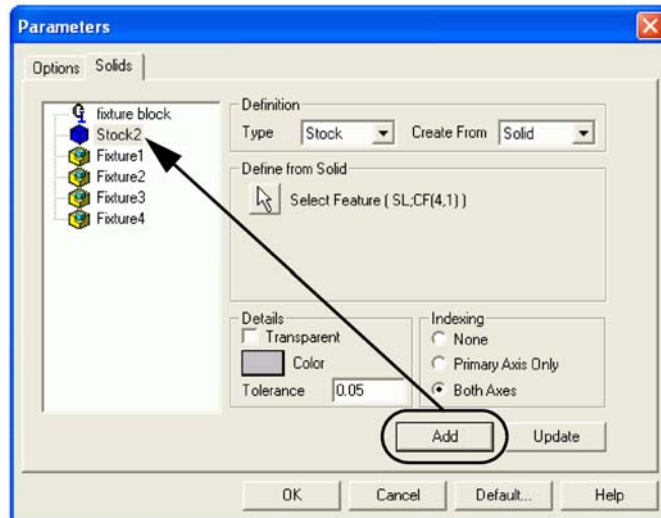 Parameters
Options Solids
fixture block
Stock2
Fixture1
Fixture2
Fixture3
Fixture4
Definition
Type Stock Create From Solid
Define from Solid
Select Feature ( SL;CF(4,1) )
Details
Transparent
Color
Tolerance 0.05
Indexing
None
Primary Axis Only
Both Axes
Add Update
OK Cancel Default... Help